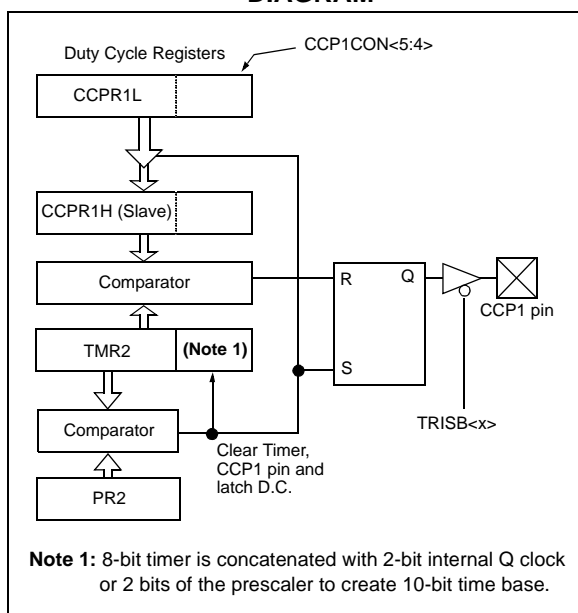 DIAGRAM
Duty Cycle Registers
CCP1CON<5:4>
CCPR1L
CCPR1H (Slave)
Comparator
R
Q
CCP1 pin
TMR2
(Note 1)
S
TRISB<x>
Comparator
Clear Timer,
CCP1 pin and
latch D.C.
PR2
Note 1: 8-bit timer is concatenated with 2-bit internal Q clock
or 2 bits of the prescaler to create 10-bit time base.